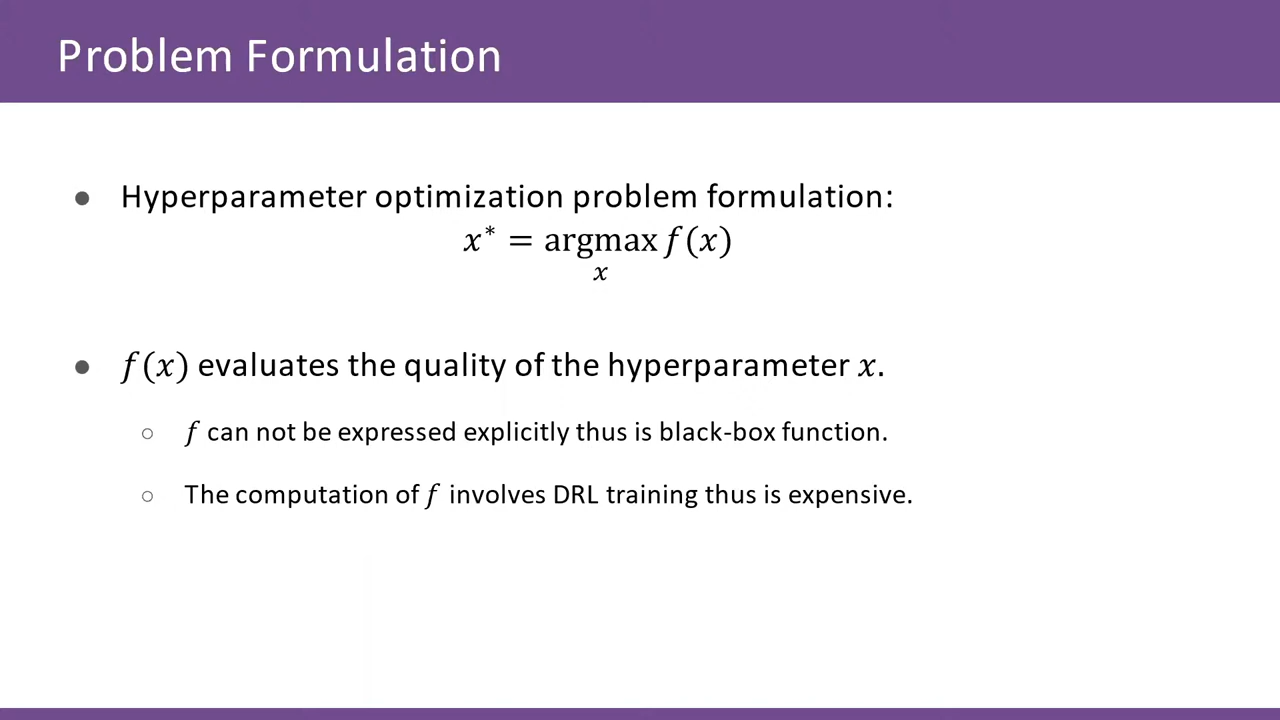 Problem Formulation
● Hyperparameter optimization problem formulation:
x* = argmax f(x)
x
● f(x) evaluates the quality of the hyperparameter x.
○ f can not be expressed explicitly thus is black-box function.
○ The computation of f involves DRL training thus is expensive.